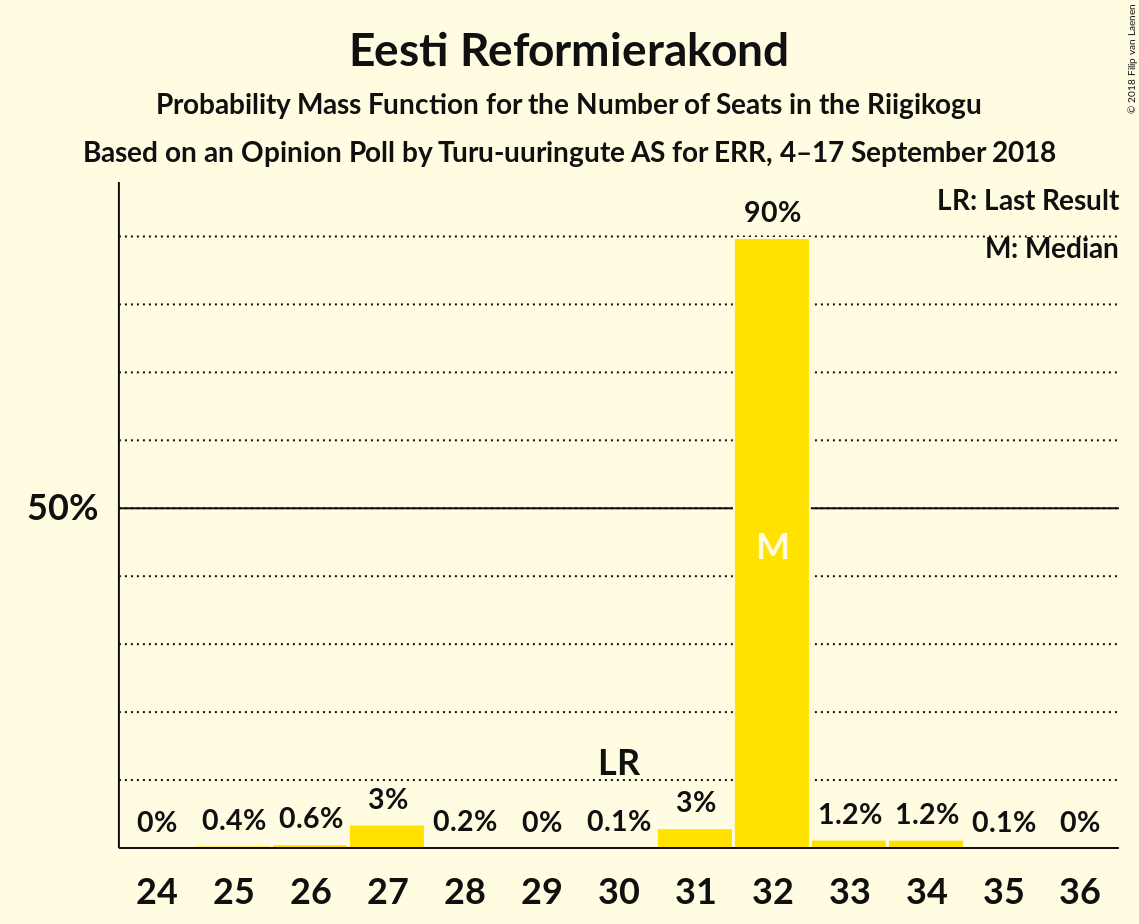 Eesti Reformierakond
Probability Mass Function for the Number of Seats in the Riigikogu
Based on an Opinion Poll by Turu-uuringute AS for ERR, 4–17 September 2018
© 2018 Filip van Laenen
LR: Last Result
M: Median
90%
50%
M
LR
0% 0.4% 0.6% 3% 0.2% 0% 0.1% 3% 1.2% 1.2% 0.1% 0%
24 25 26 27 28 29 30 31 32 33 34 35 36